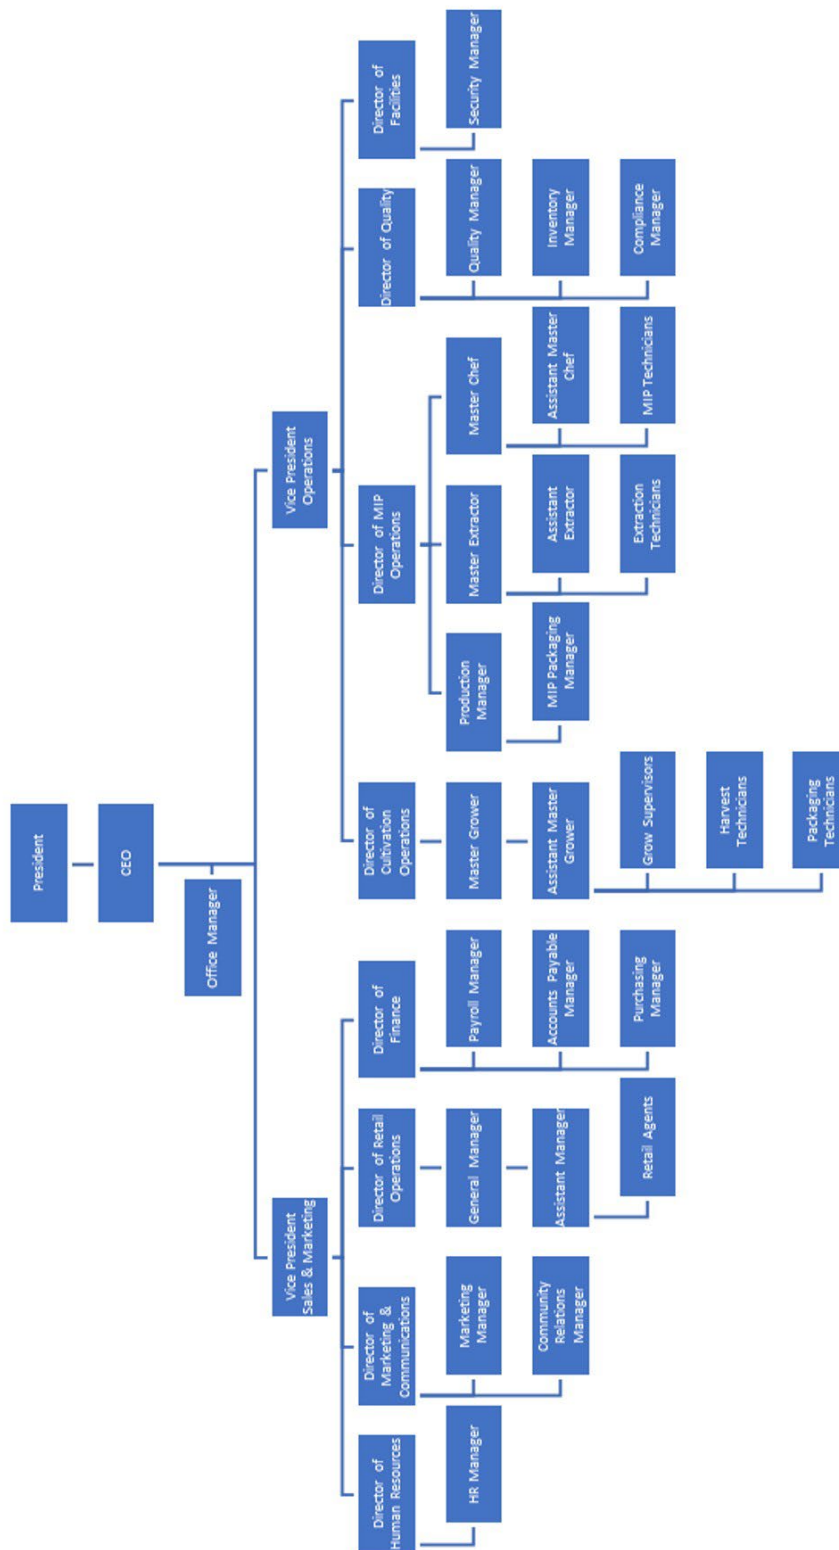 President
CEO
Office Manager
Vice President
Sales & Marketing
Vice President
Operations
Director of
Human Resources
Director of
Marketing &
Communications
Director of Retail
Operations
Director of
Finance
Director of
Cultivation
Operations
Director of MIP
Operations
Director of Quality
Director of
Facilities
HR Manager
Marketing
Manager
General Manager
Payroll Manager
Master Grower
Production
Manager
Master Extractor
Master Chef
Quality Manager
Security Manager
Community
Relations
Manager
Assistant Manager
Accounts Payable
Manager
Assistant Master
Grower
MIP Packaging
Manager
Assistant
Extractor
Assistant Master
Chef
Inventory
Manager
Retail Agents
Purchasing
Manager
Grow Supervisors
Extraction
Technicians
MIP Technicians
Compliance
Manager
Harvest
Technicians
Packaging
Technicians